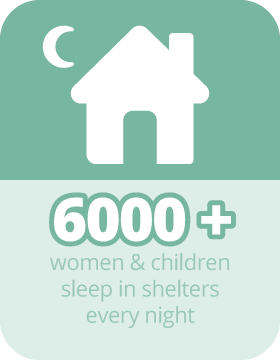 6000 +
women & children
sleep in shelters
every night